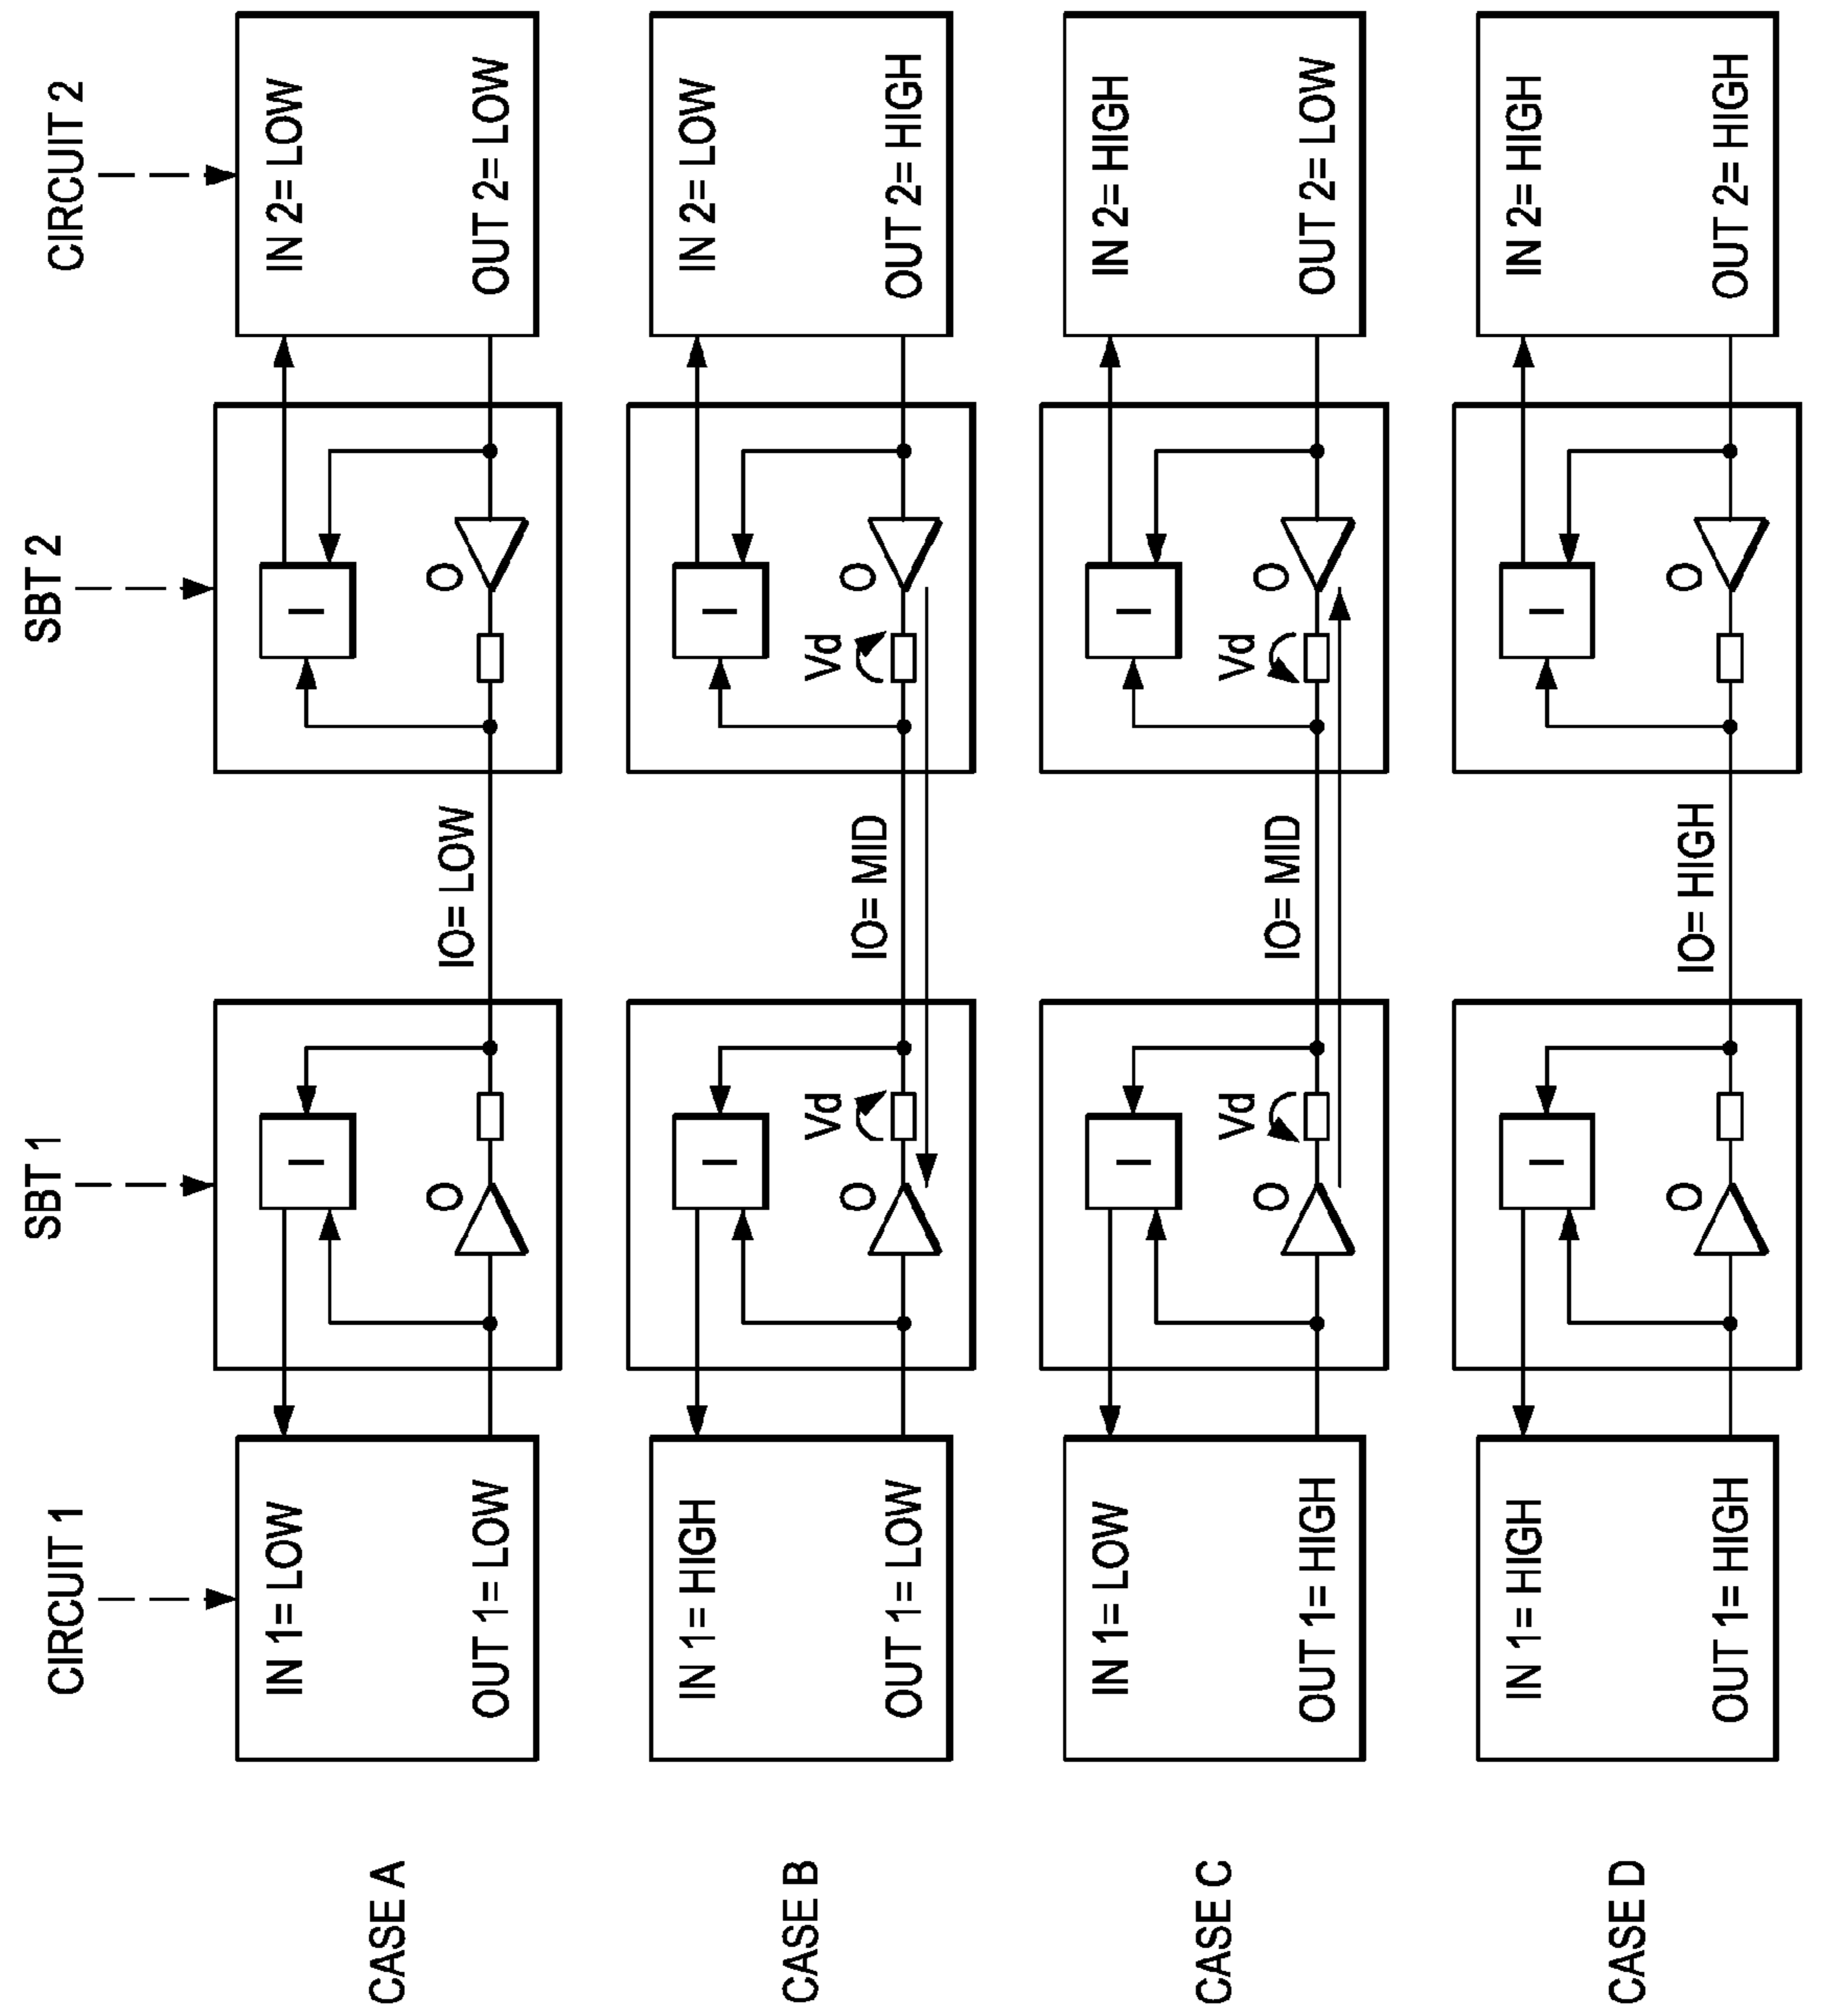 CIRCUIT 1
SBT 1
SBT 2
CIRCUIT 2
CASE A
IN 1= LOW
OUT 1= LOW
I
O
IO= LOW
I
O
IN 2= LOW
OUT 2= LOW
CASE B
IN 1= HIGH
OUT 1= LOW
I
O
Vd
IO= MID
I
O
Vd
IN 2= LOW
OUT 2= HIGH
CASE C
IN 1= LOW
OUT 1= HIGH
I
O
Vd
IO= MID
I
O
Vd
IN 2= HIGH
OUT 2= LOW
CASE D
IN 1= HIGH
OUT 1= HIGH
I
O
IO= HIGH
I
O
IN 2= HIGH
OUT 2= HIGH